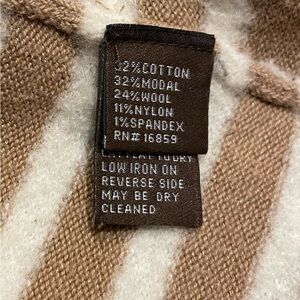 32%COTTON
32%MODAL
24%WOOL
11%NYLON
1%SPANDEX
RN# 16859
LOW IRON ON
REVERSE SIDE
MAY BE DRY
CLEANED